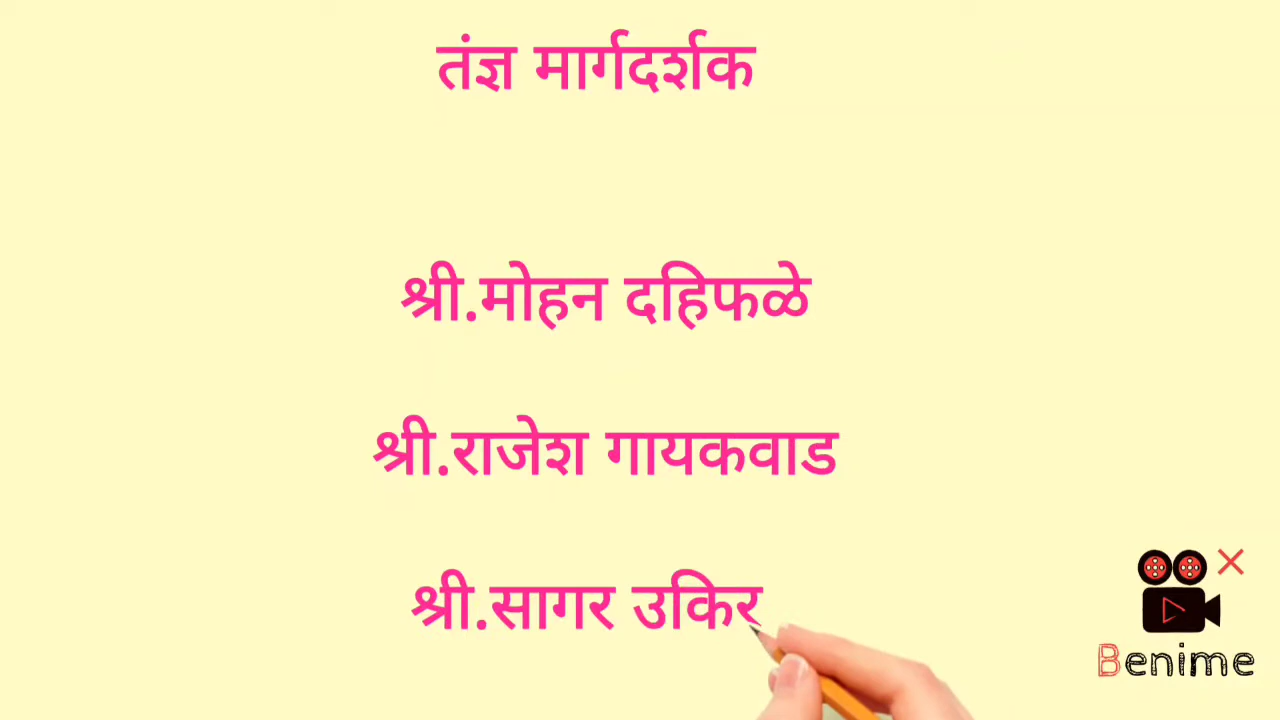 तंज्ञ मार्गदर्शक
श्री.मोहन दहिफळे
श्री.राजेश गायकवाड
श्री.सागर उकिर
Benime